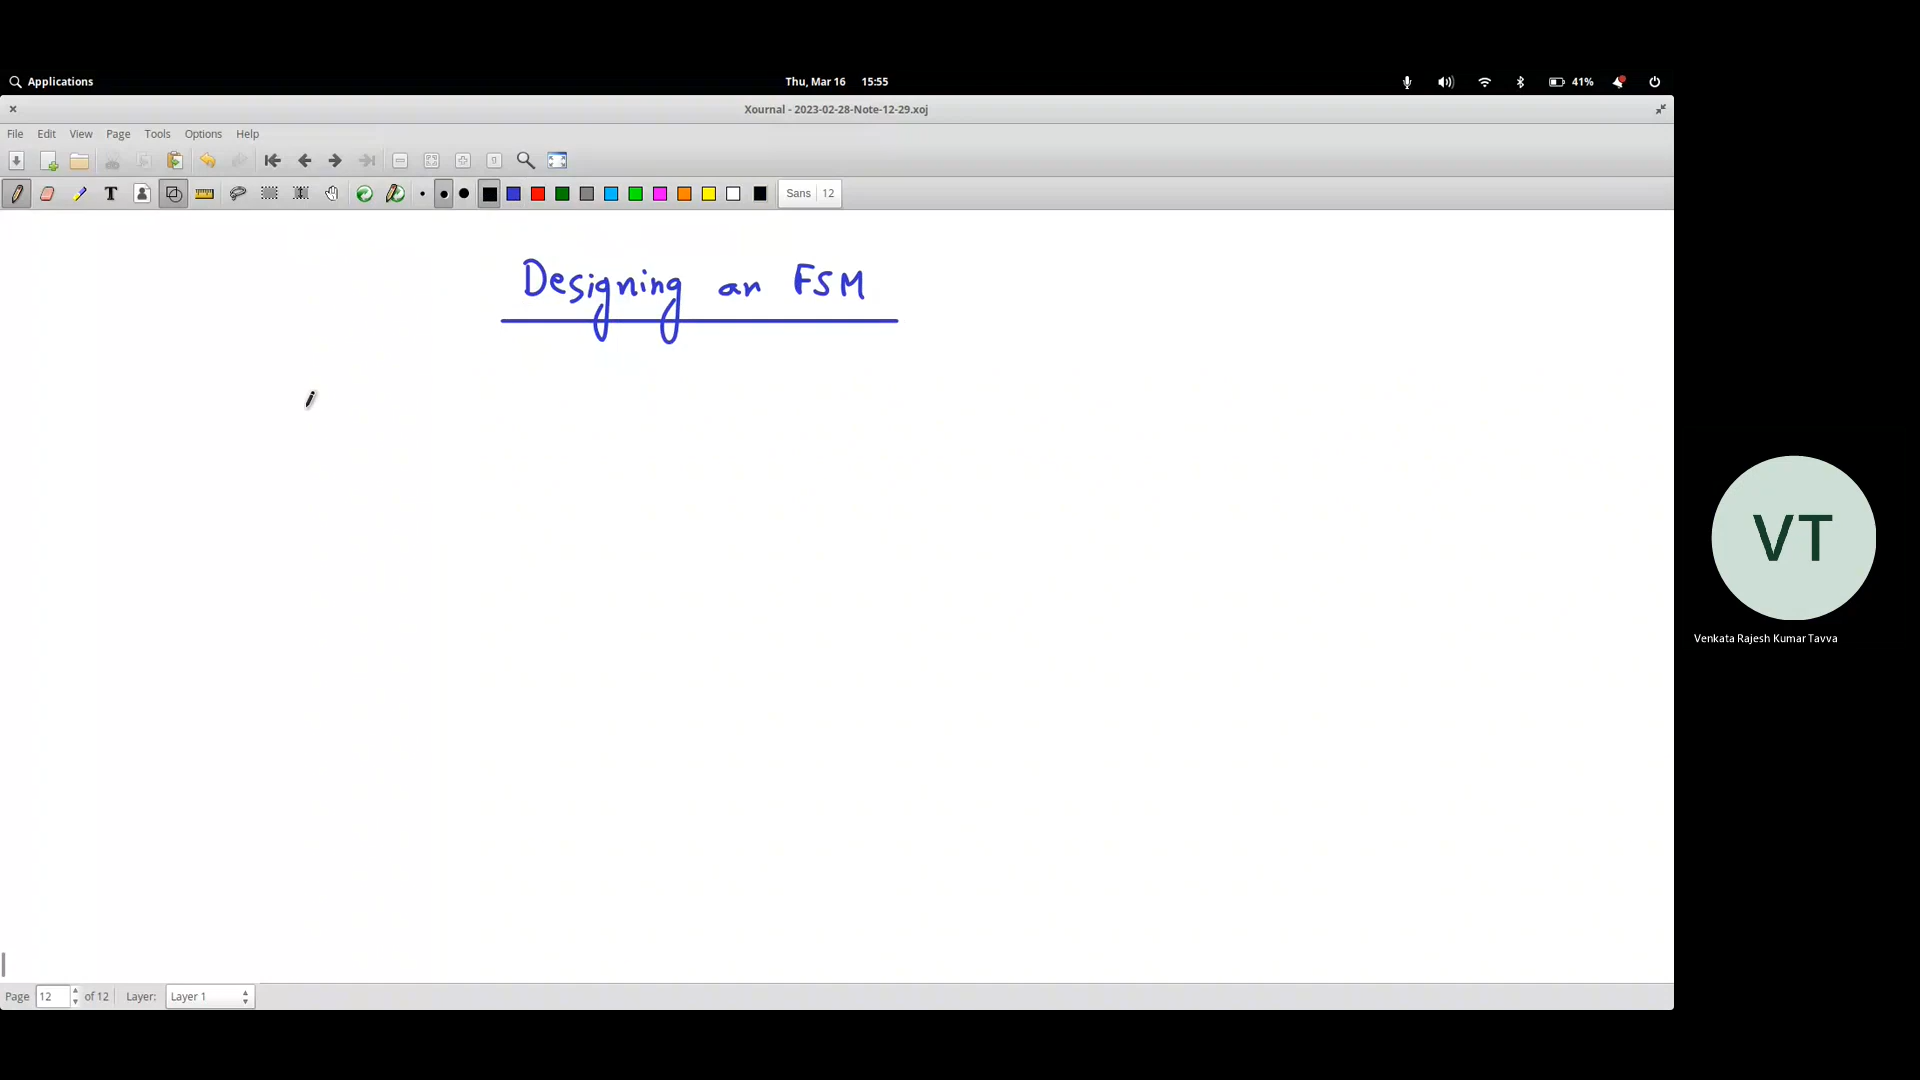 Applications
Thu, Mar 16 15:55
41%
Xournal - 2023-02-28-Note-12-29.xoj
File Edit View Page Tools Options Help
T
Sans 12
Designing an FSM
VT
Venkata Rajesh Kumar Tavva
Page 12 of 12 Layer: Layer 1